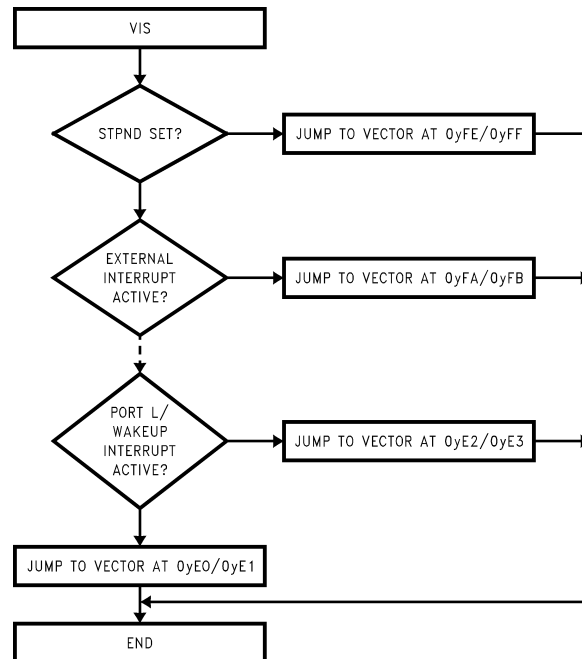 VIS
STPND SET?
JUMP TO VECTOR AT 0yFE/0yFF
EXTERNAL
INTERRUPT
ACTIVE?
JUMP TO VECTOR AT 0yFA/0yFB
PORT L/
WAKEUP
INTERRUPT
ACTIVE?
JUMP TO VECTOR AT 0yE2/0yE3
JUMP TO VECTOR AT 0yE0/0yE1
END